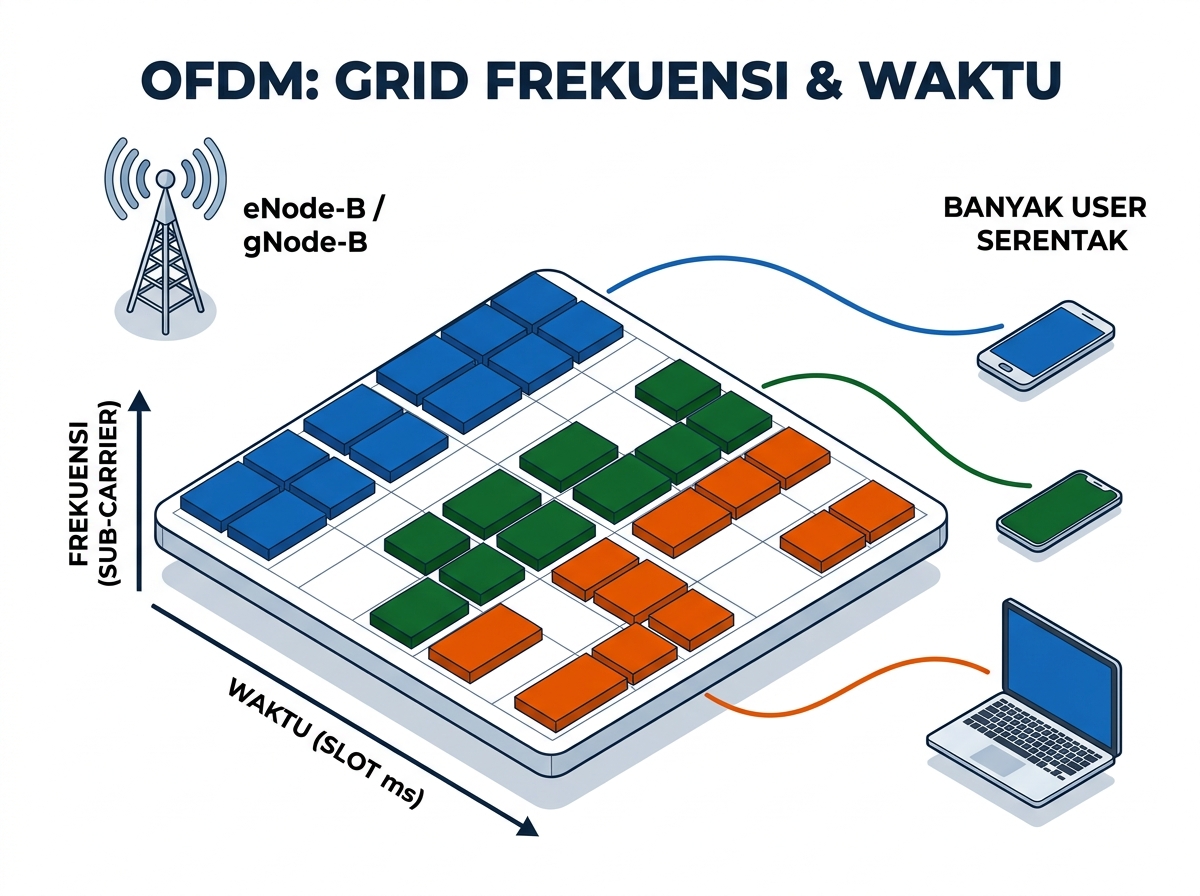 OFDM: GRID FREKUENSI & WAKTU
eNode-B /
gNode-B
BANYAK USER
SERENTAK
FREKUENSI
(SUB-CARRIER)
WAKTU (SLOT ms)